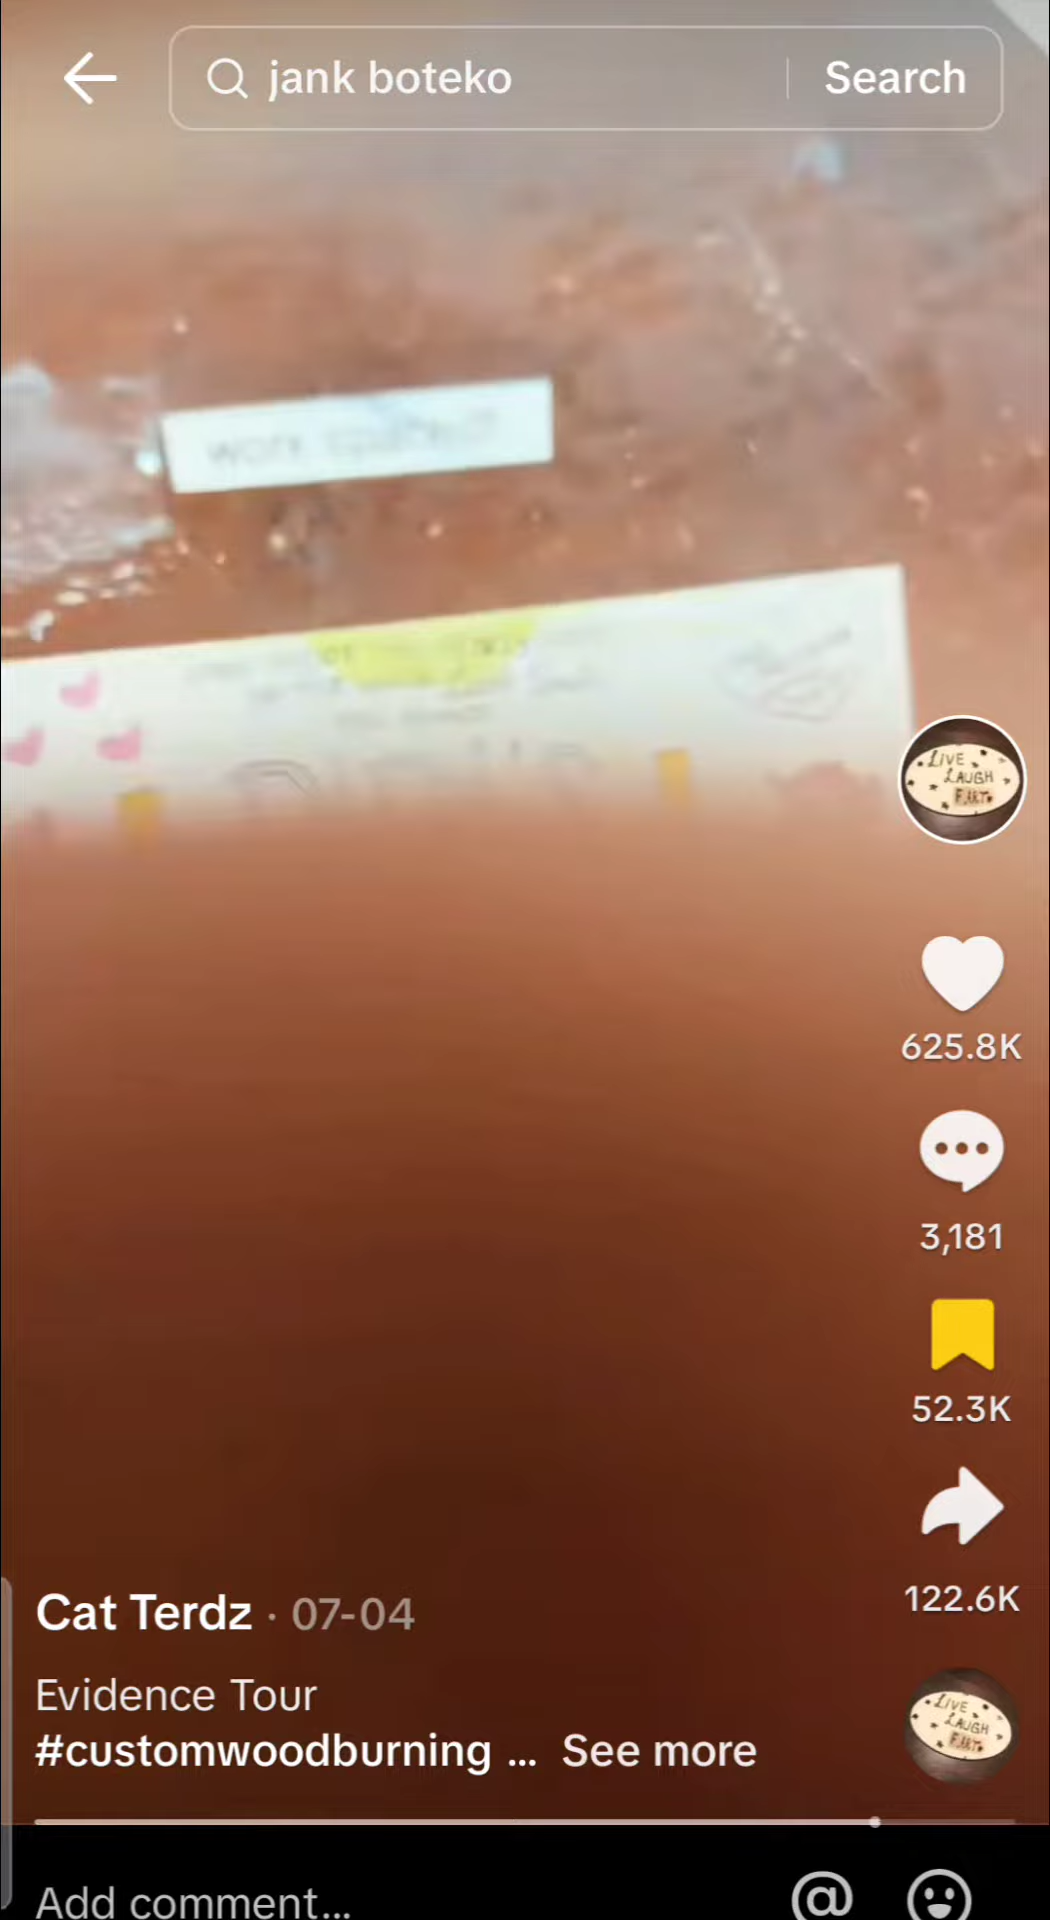 jank boteko
Search
WORK
LIVE
LAUGH
FART
625.8K
3,181
52.3K
122.6K
Cat Terdz · 07-04
Evidence Tour
#customwoodburning ... See more
LIVE
LAUGH
FART
Add comment...